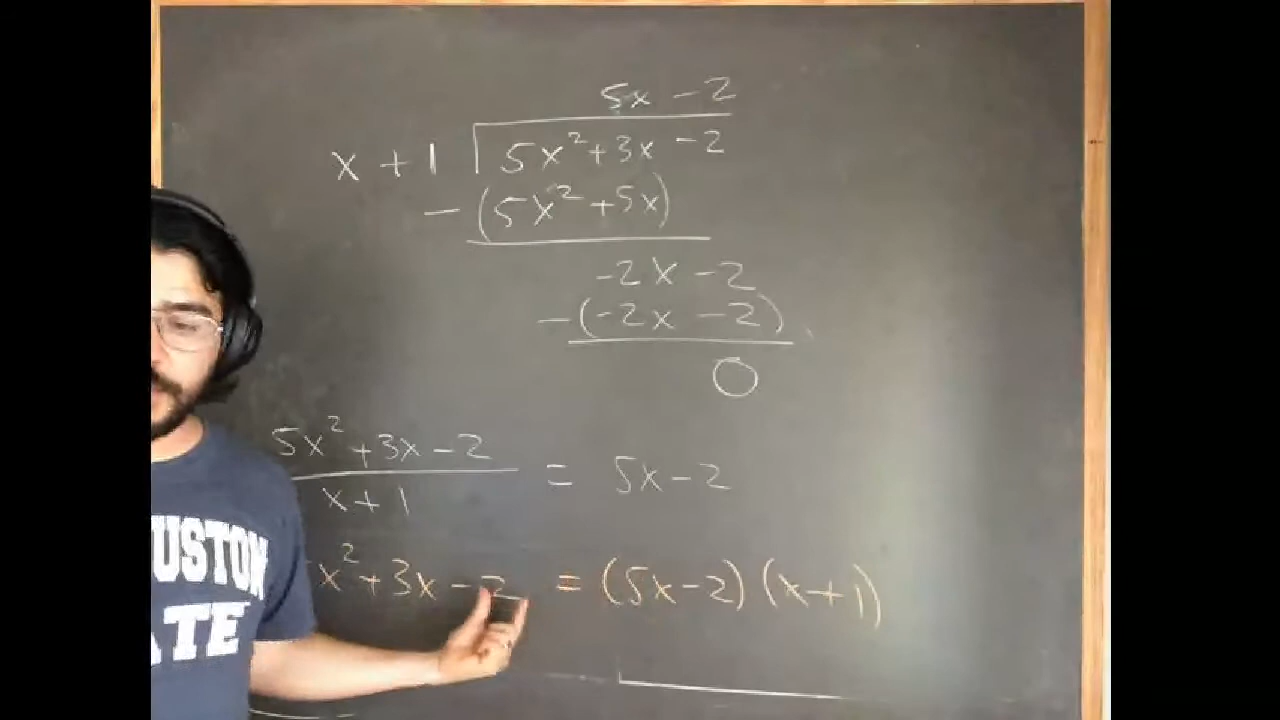 5x - 2
x + 1 5x² + 3x - 2
- (5x² + 5x)
-2x - 2
- (-2x - 2)
0
5x² + 3x - 2
x + 1
= 5x - 2
x² + 3x - 2 = (5x - 2) (x + 1)
USTON
ATE